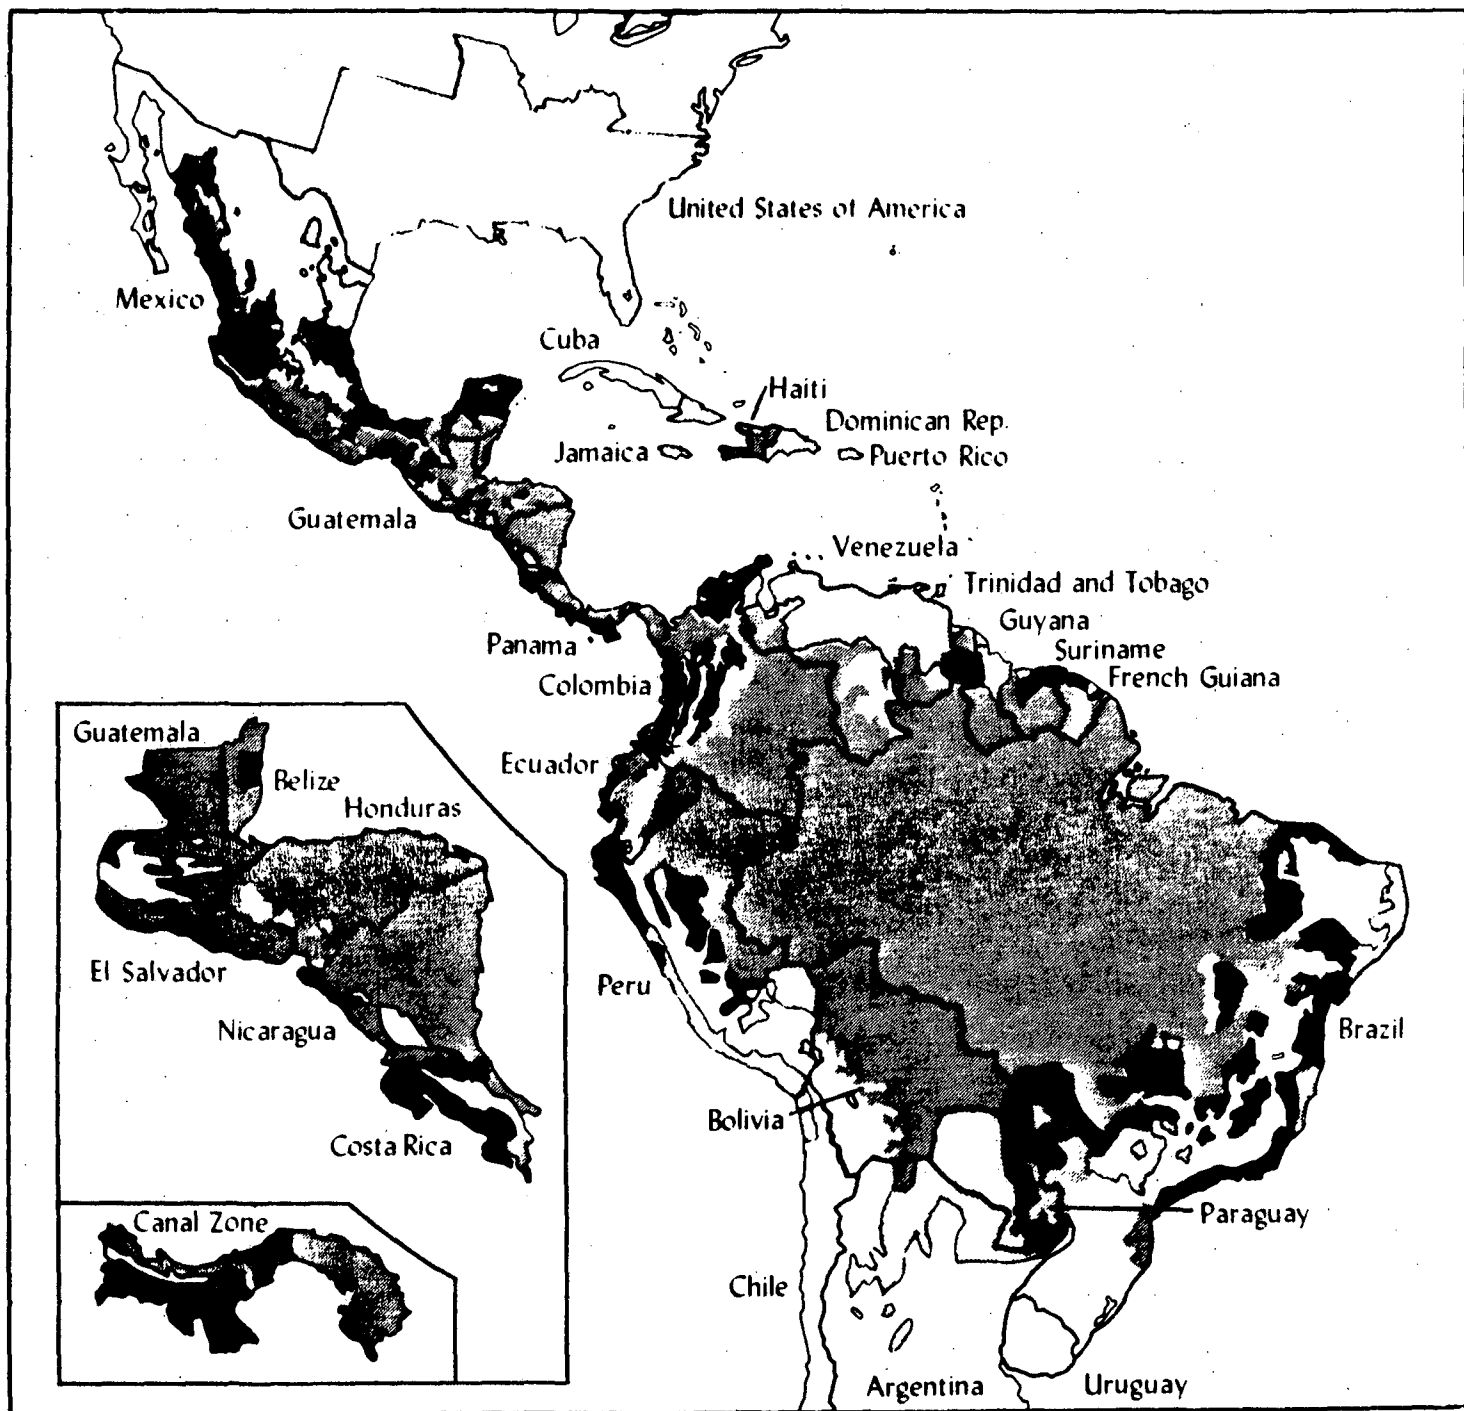 United States of America
Mexico
Cuba
Haiti
Dominican Rep.
Jamaica
Puerto Rico
Guatemala
Venezuela
Trinidad and Tobago
Guyana
Panama
Suriname
Colombia
French Guiana
Guatemala
Ecuador
Belize
Honduras
El Salvador
Peru
Nicaragua
Brazil
Bolivia
Costa Rica
Canal Zone
Paraguay
Chile
Argentina
Uruguay